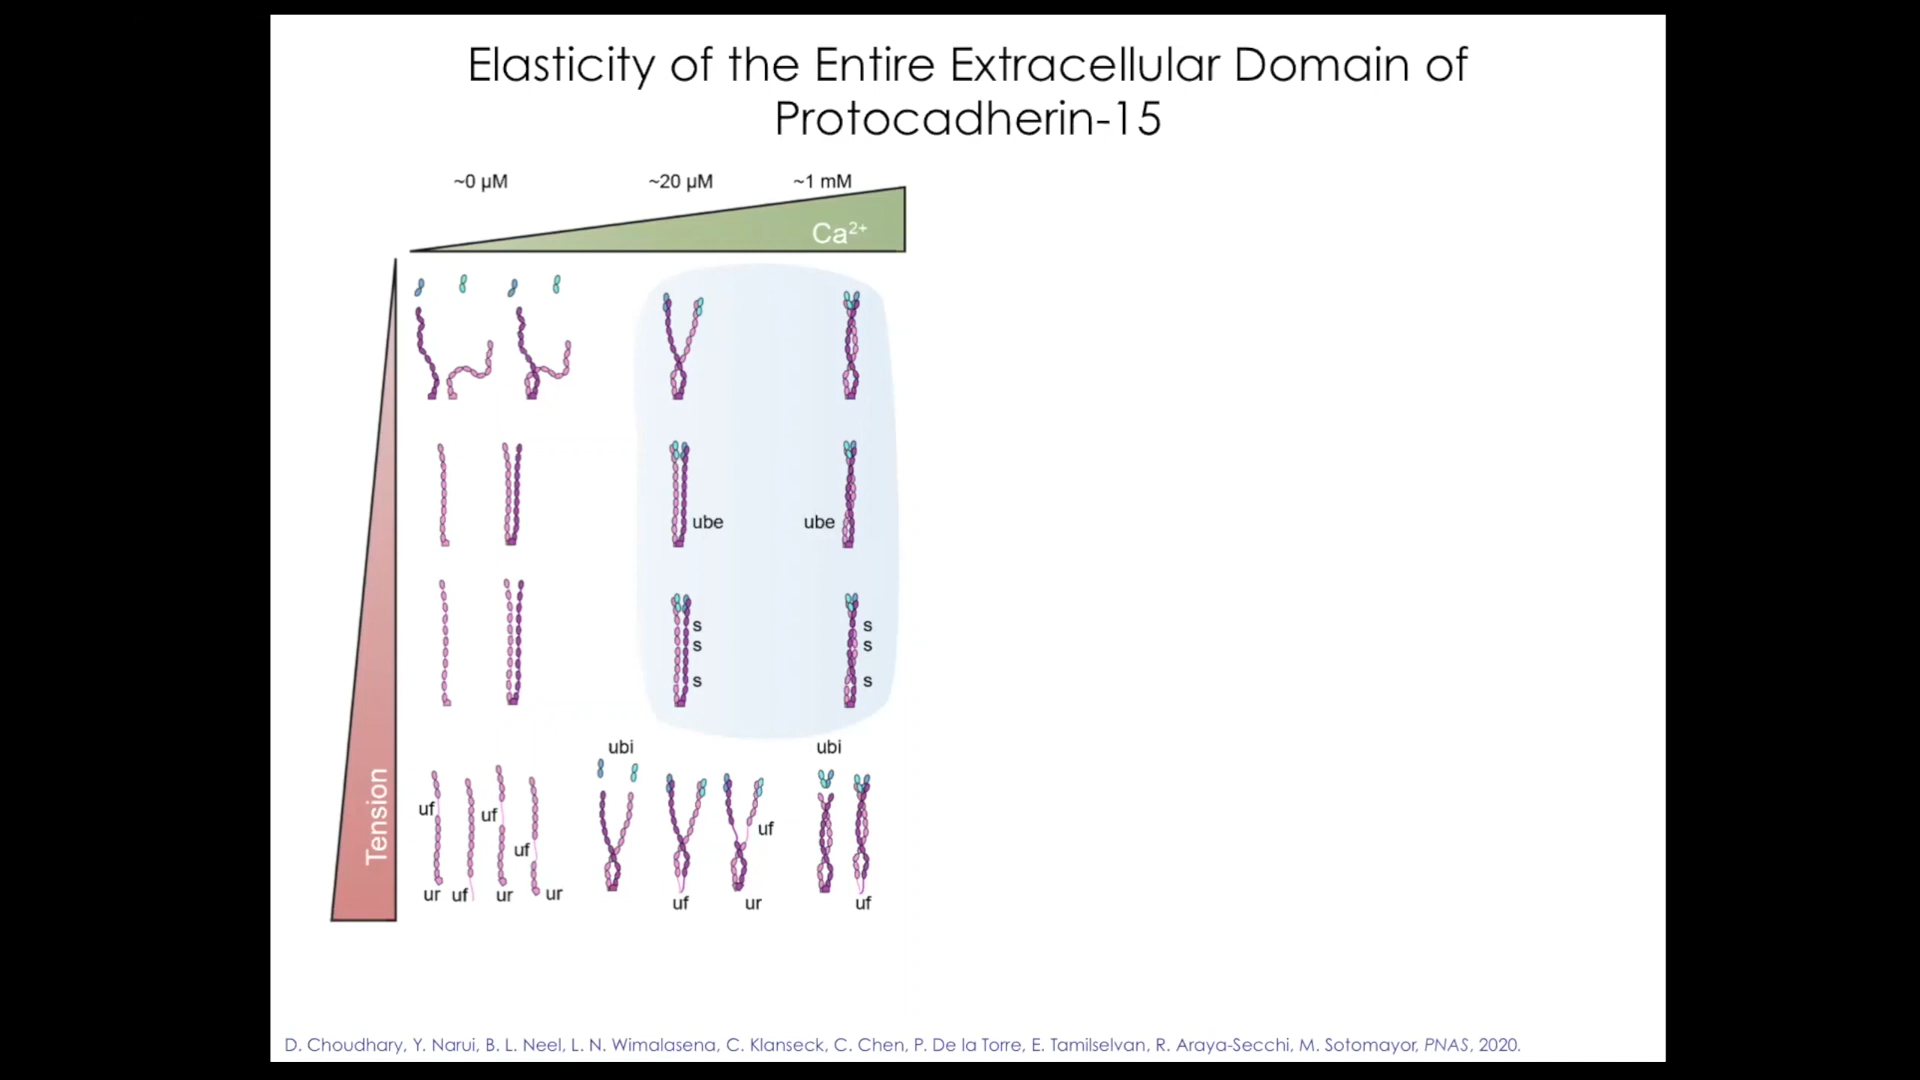 Elasticity of the Entire Extracellular Domain of
Protocadherin-15
~0 µM ~20 µM ~1 mM
Ca²⁺
Tension
ube ube
s s
s s
s s
ubi ubi
uf uf uf
uf
ur uf ur ur
uf ur uf
D. Choudhary, Y. Narui, B. L. Neel, L. N. Wimalasena, C. Klanseck, C. Chen, P. De la Torre, E. Tamilselvan, R. Araya-Secchi, M. Sotomayor, PNAS, 2020.